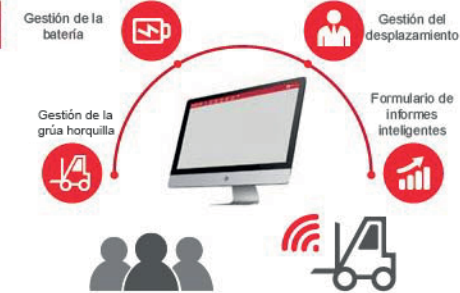 Gestión de la
batería
Gestión del
desplazamiento
Gestión de la
grúa horquilla
Formulario de
informes
inteligentes